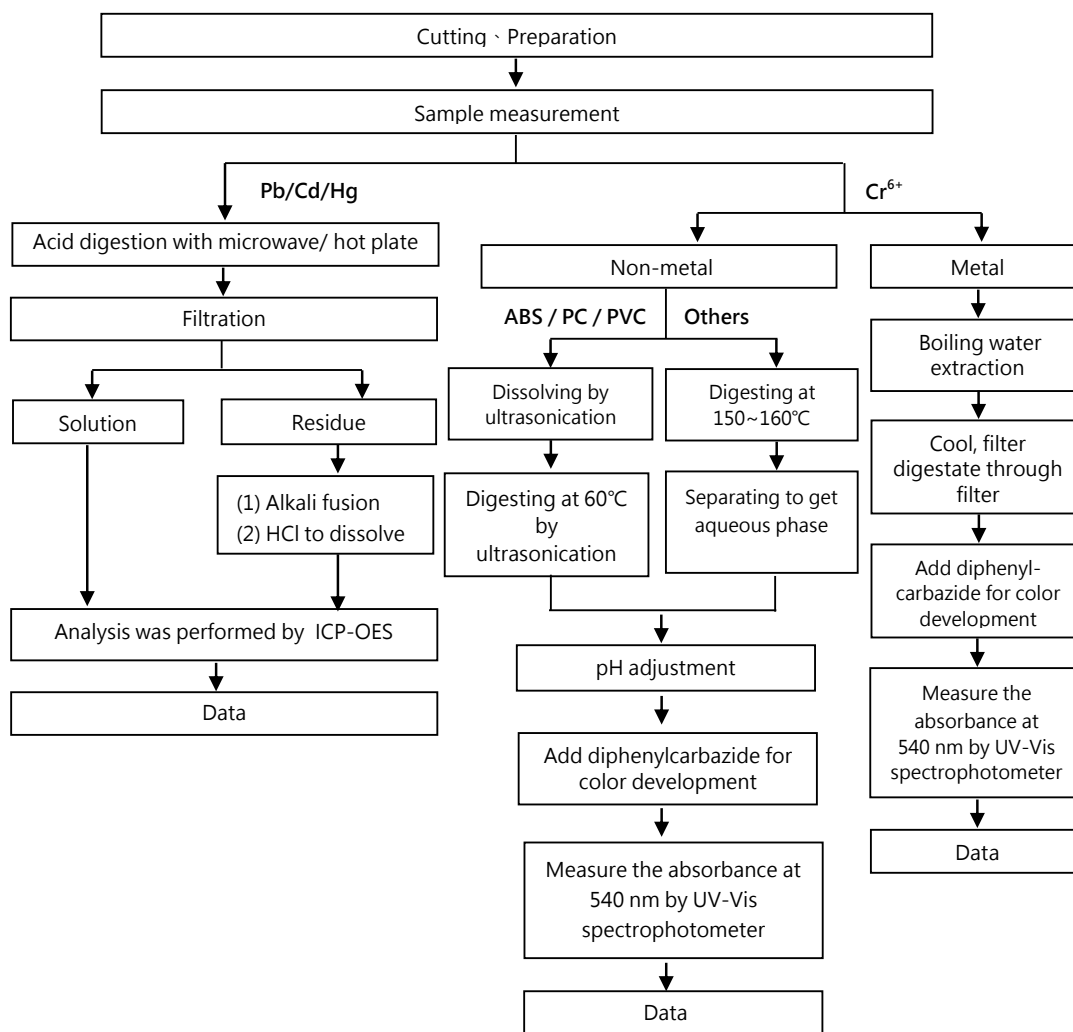 Cutting、Preparation
Sample measurement
Pb/Cd/Hg
Acid digestion with microwave/ hot plate
Filtration
Solution
Residue
(1) Alkali fusion
(2) HCl to dissolve
Analysis was performed by ICP-OES
Data
Cr⁶⁺
Non-metal
ABS / PC / PVC
Others
Dissolving by
ultrasonication
Digesting at
150~160℃
Digesting at 60℃
by
ultrasonication
Separating to get
aqueous phase
pH adjustment
Add diphenylcarbazide for
color development
Measure the absorbance at
540 nm by UV-Vis
spectrophotometer
Data
Metal
Boiling water
extraction
Cool, filter
digestate through
filter
Add diphenyl-
carbazide for color
development
Measure the
absorbance at
540 nm by UV-Vis
spectrophotometer
Data